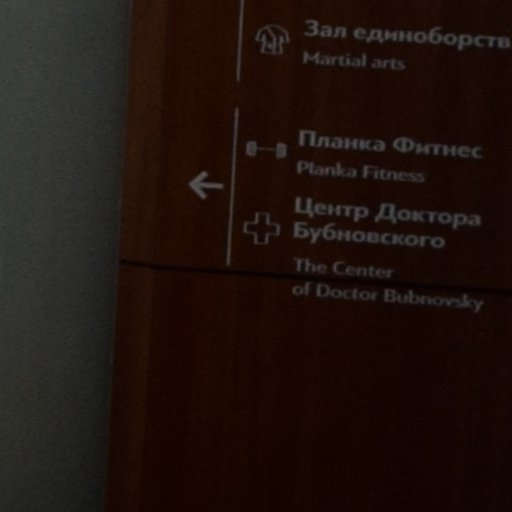 Зал единоборств
Martial arts
Планка Фитнес
Planka Fitness
Центр Доктора
Бубновского
The Center
of Doctor Bubnovsky